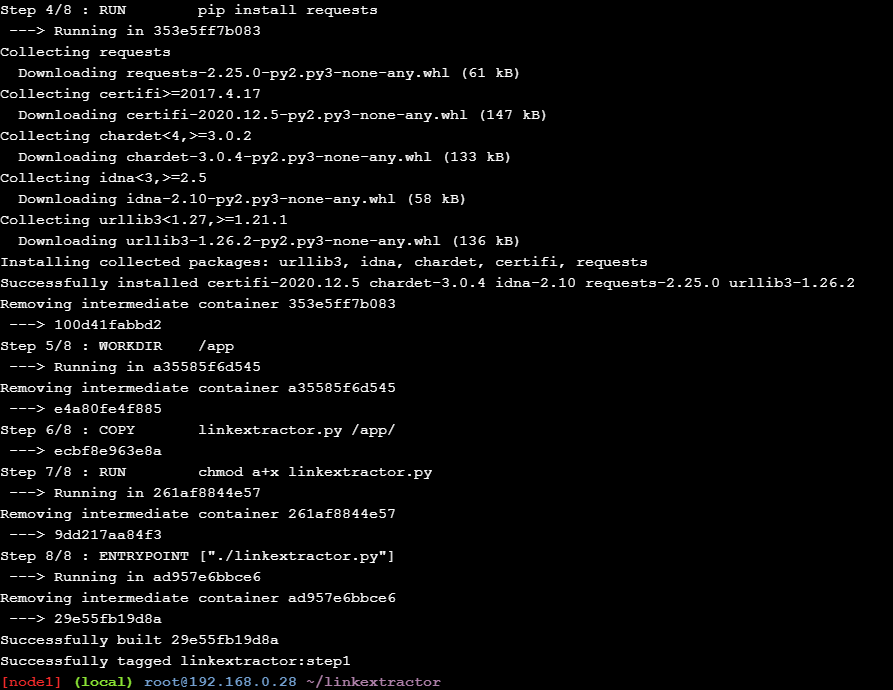 Step 4/8 : RUN        pip install requests
 ---> Running in 353e5ff7b083
Collecting requests
  Downloading requests-2.25.0-py2.py3-none-any.whl (61 kB)
Collecting certifi>=2017.4.17
  Downloading certifi-2020.12.5-py2.py3-none-any.whl (147 kB)
Collecting chardet<4,>=3.0.2
  Downloading chardet-3.0.4-py2.py3-none-any.whl (133 kB)
Collecting idna<3,>=2.5
  Downloading idna-2.10-py2.py3-none-any.whl (58 kB)
Collecting urllib3<1.27,>=1.21.1
  Downloading urllib3-1.26.2-py2.py3-none-any.whl (136 kB)
Installing collected packages: urllib3, idna, chardet, certifi, requests
Successfully installed certifi-2020.12.5 chardet-3.0.4 idna-2.10 requests-2.25.0 urllib3-1.26.2
Removing intermediate container 353e5ff7b083
 ---> 100d41fabbd2
Step 5/8 : WORKDIR    /app
 ---> Running in a35585f6d545
Removing intermediate container a35585f6d545
 ---> e4a80fe4f885
Step 6/8 : COPY       linkextractor.py /app/
 ---> ecbf8e963e8a
Step 7/8 : RUN        chmod a+x linkextractor.py
 ---> Running in 261af8844e57
Removing intermediate container 261af8844e57
 ---> 9dd217aa84f3
Step 8/8 : ENTRYPOINT ["./linkextractor.py"]
 ---> Running in ad957e6bbce6
Removing intermediate container ad957e6bbce6
 ---> 29e55fb19d8a
Successfully built 29e55fb19d8a
Successfully tagged linkextractor:step1
[node1] (local) root@192.168.0.28 ~/linkextractor